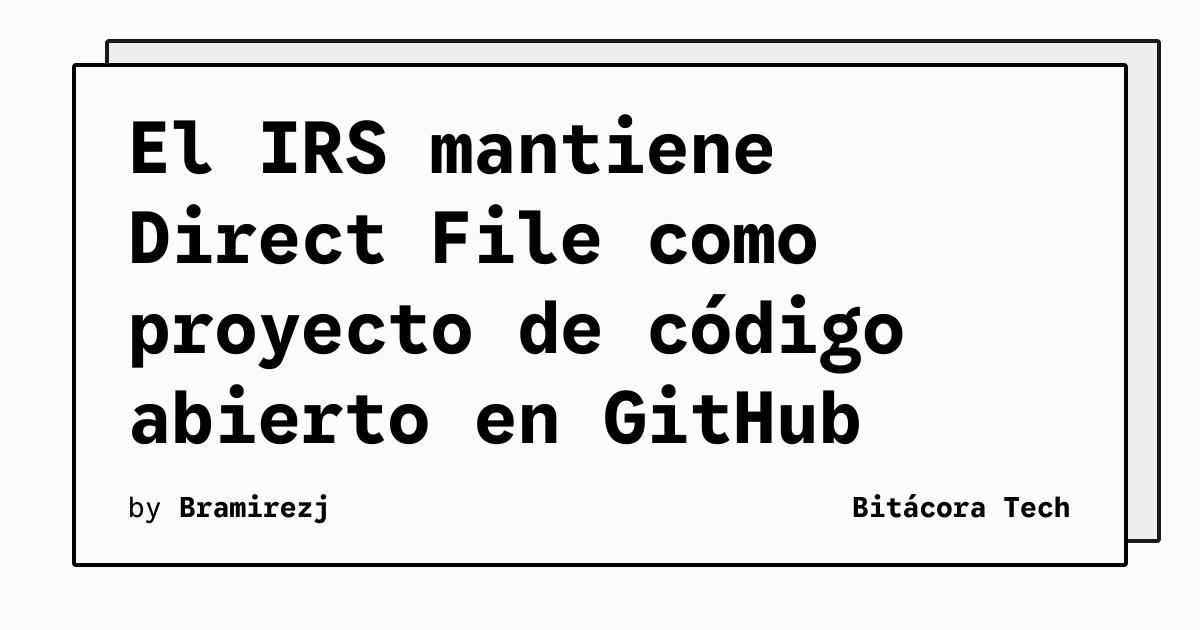 El IRS mantiene
Direct File como
proyecto de código
abierto en GitHub
by Bramirezj
Bitácora Tech